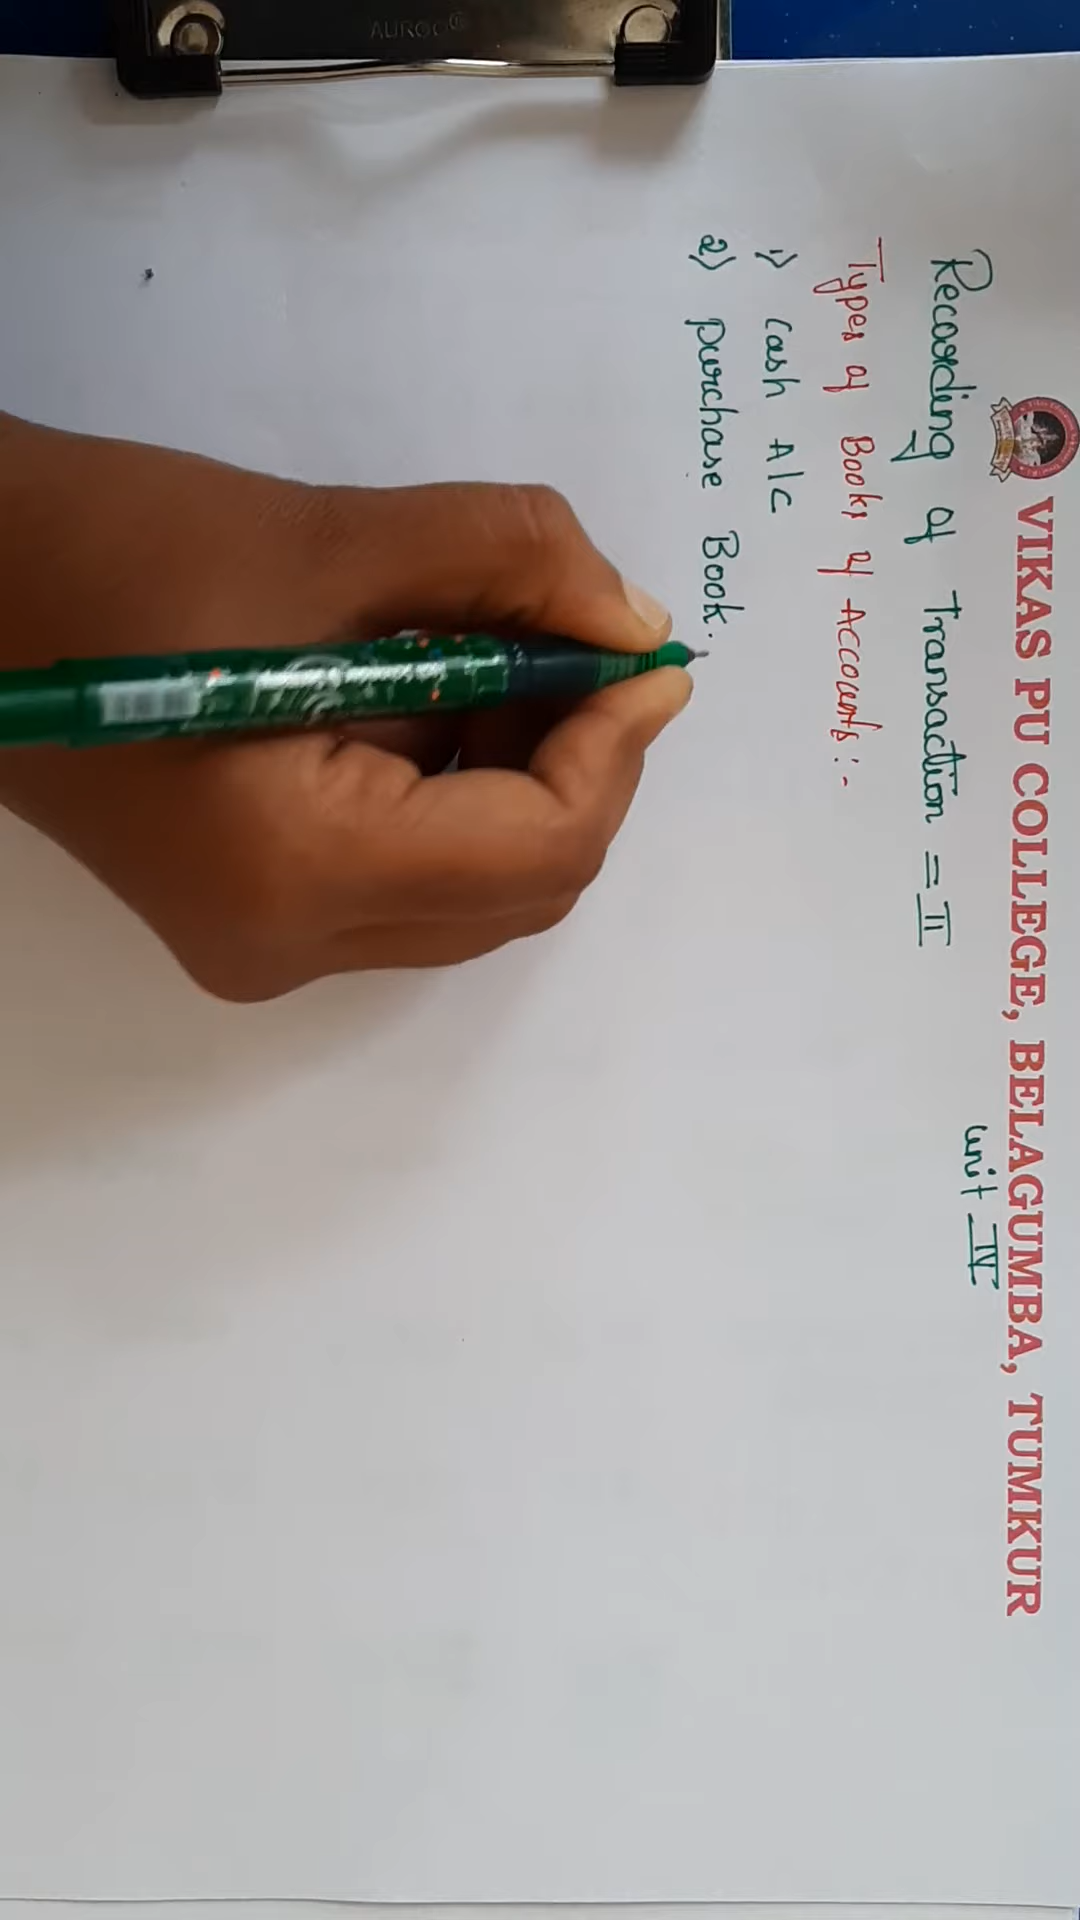 AUROO®
VIKAS PU COLLEGE, BELAGUMBA, TUMKUR
unit IV
Recording of Transaction = II
Types of Books of Accounts :-
1) Cash A/c
2) purchase Book.